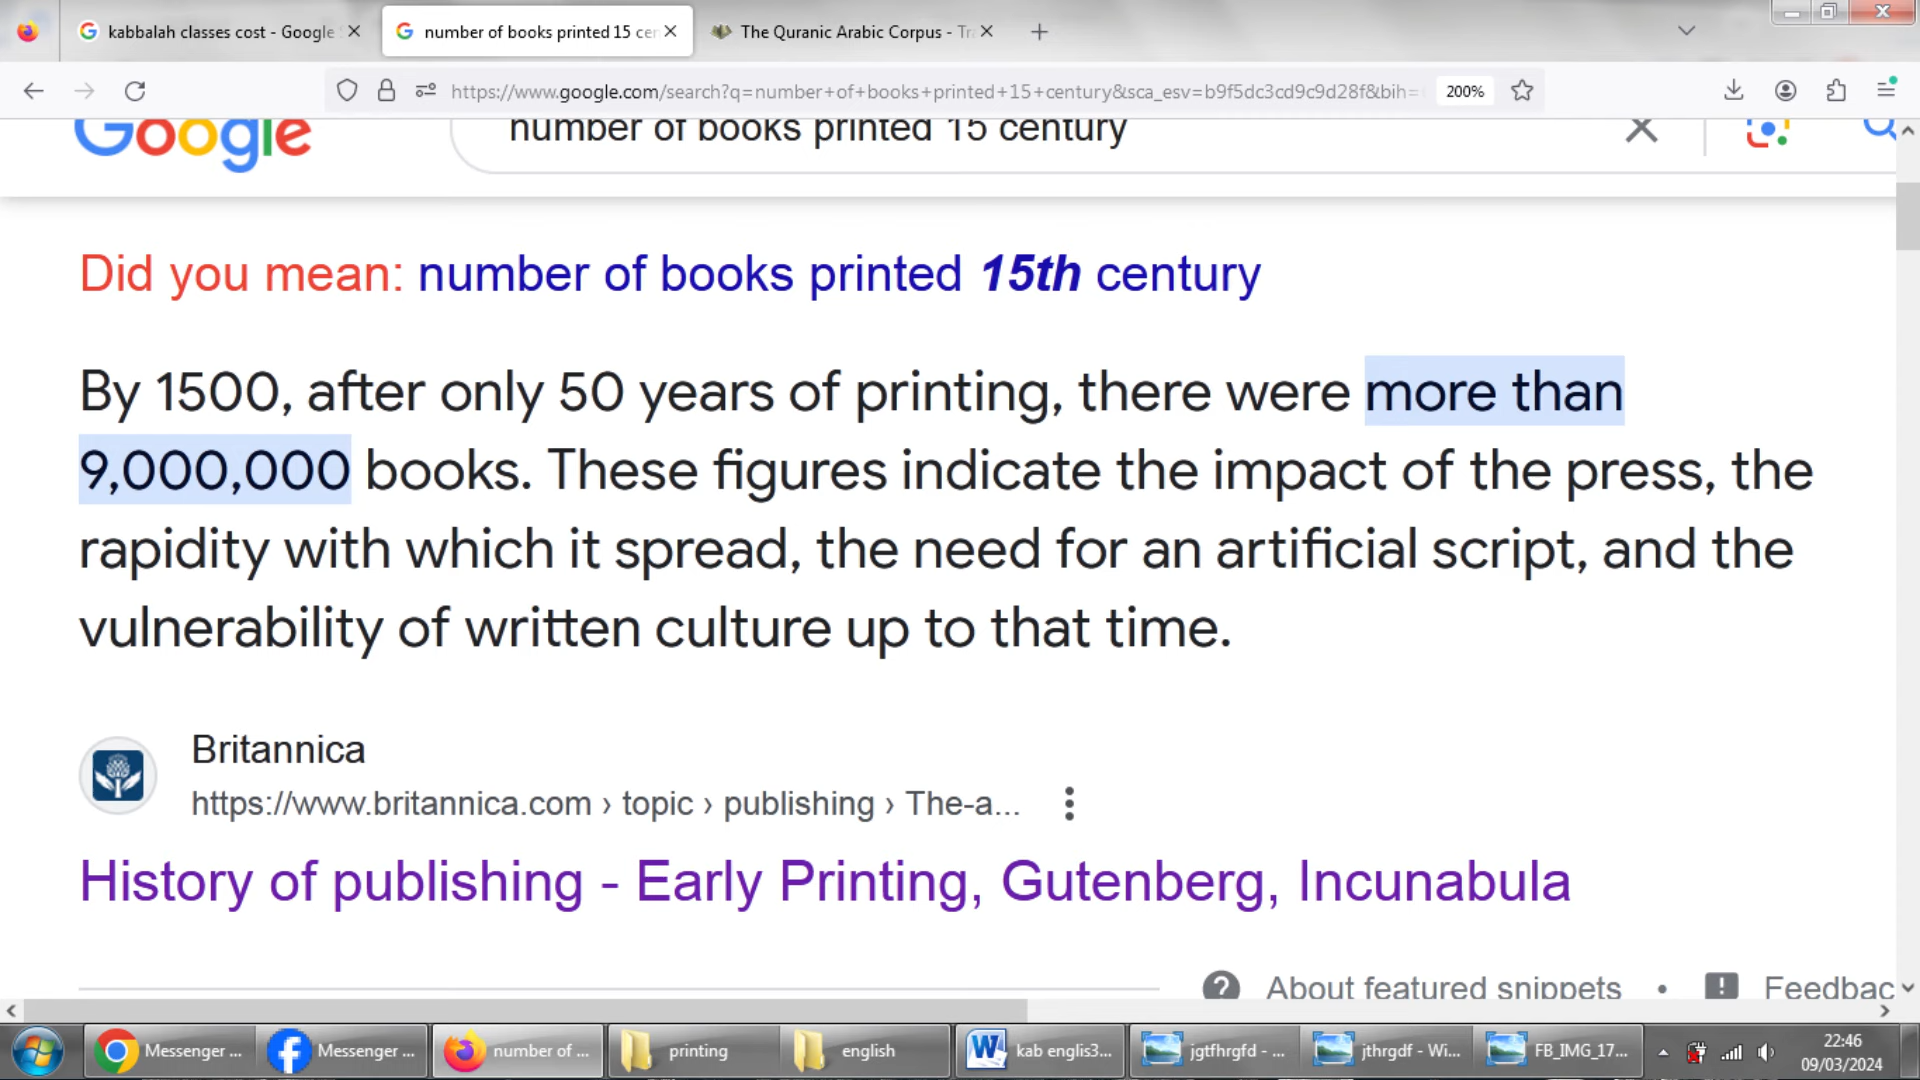 kabbalah classes cost - Google
number of books printed 15 cer
The Quranic Arabic Corpus - Tra
https://www.google.com/search?q=number+of+books+printed+15+century&sca_esv=b9f5dc3cd9c9d28f&bih=
200%
Google
number of books printed 15 century
Did you mean: number of books printed 15th century
By 1500, after only 50 years of printing, there were more than
9,000,000 books. These figures indicate the impact of the press, the
rapidity with which it spread, the need for an artificial script, and the
vulnerability of written culture up to that time.
Britannica
https://www.britannica.com › topic › publishing › The-a...
History of publishing - Early Printing, Gutenberg, Incunabula
About featured snippets • Feedbac
Messenger ...
Messenger ...
number of ...
printing
english
kab englis3...
jgtfhrgfd - ...
jthrgdf - Wi...
FB_IMG_17...
22:46
09/03/2024